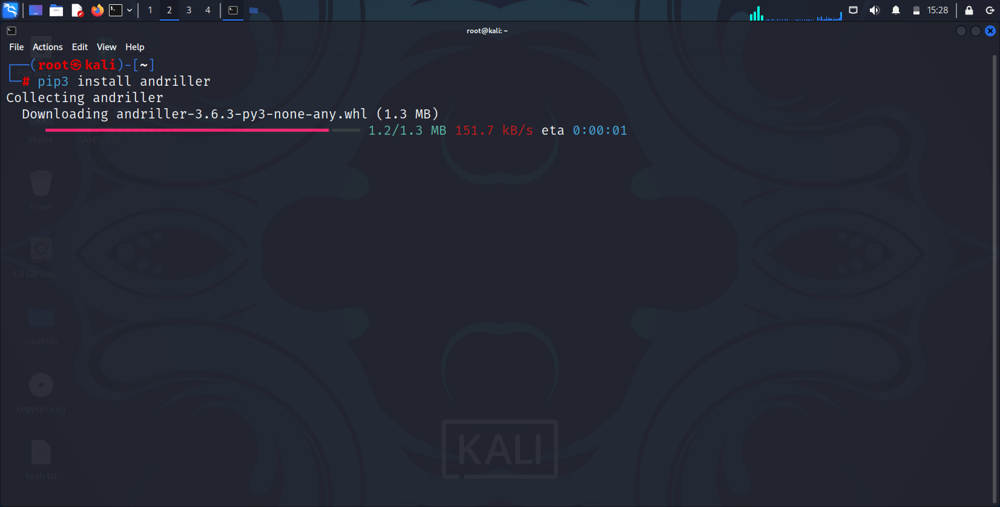 1 2 3 4 15:28
root@kali: ~
File Actions Edit View Help
┌──(root㉿kali)-[~]
└─# pip3 install andriller
Collecting andriller
Downloading andriller-3.6.3-py3-none-any.whl (1.3 MB)
1.2/1.3 MB 151.7 kB/s eta 0:00:01
File System volatility
Home SAMSUNG ...
Trash
1.0 GB Volu...
volatility
copysys.img
KALI
hash.txt